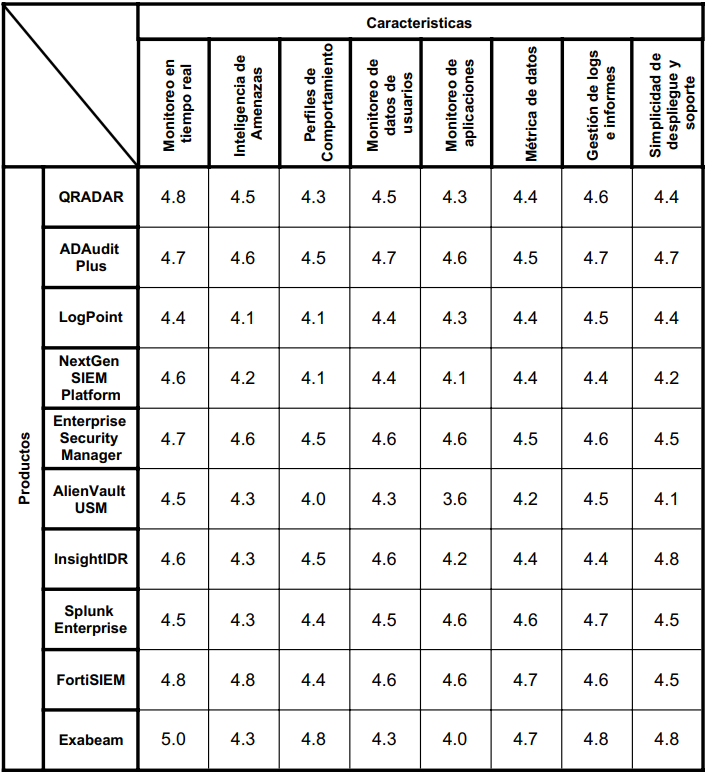 Caracteristicas
Monitoreo en
tiempo real
Inteligencia de
Amenazas
Perfiles de
Comportamiento
Monitoreo de
datos de
usuarios
Monitoreo de
aplicaciones
Métrica de datos
Gestión de logs
e informes
Simplicidad de
despliegue y
soporte
Productos
QRADAR 4.8 4.5 4.3 4.5 4.3 4.4 4.6 4.4
ADAudit
Plus
4.7 4.6 4.5 4.7 4.6 4.5 4.7 4.7
LogPoint 4.4 4.1 4.1 4.4 4.3 4.4 4.5 4.4
NextGen
SIEM
Platform
4.6 4.2 4.1 4.4 4.1 4.4 4.4 4.2
Enterprise
Security
Manager
4.7 4.6 4.5 4.6 4.6 4.5 4.6 4.5
AlienVault
USM
4.5 4.3 4.0 4.3 3.6 4.2 4.5 4.1
InsightIDR 4.6 4.3 4.5 4.6 4.2 4.4 4.4 4.8
Splunk
Enterprise
4.5 4.3 4.4 4.5 4.6 4.6 4.7 4.5
FortiSIEM 4.8 4.8 4.4 4.6 4.6 4.7 4.6 4.5
Exabeam 5.0 4.3 4.8 4.3 4.0 4.7 4.8 4.8